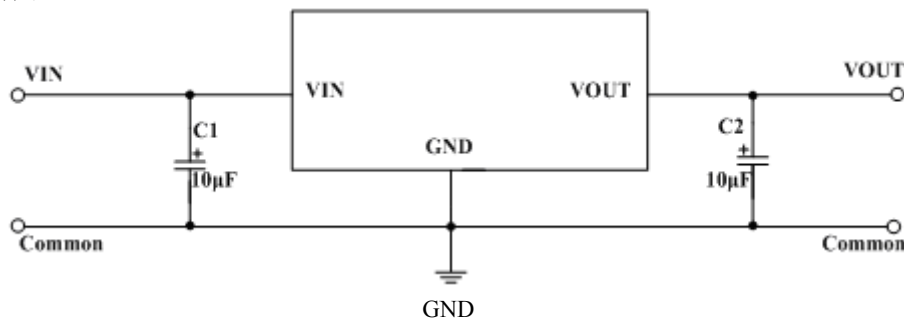 VIN
VOUT
VIN
VOUT
C1
C2
+
+
GND
10μF
10μF
Common
Common
GND